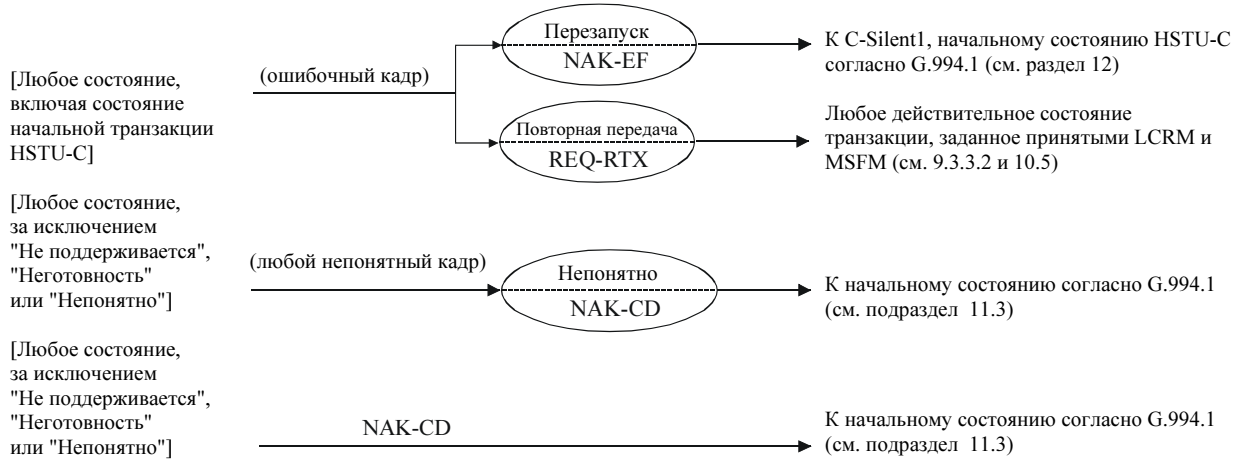 [Любое состояние,
включая состояние
начальной транзакции
HSTU-C]
(ошибочный кадр)
Перезапуск
NAK-EF
К C-Silent1, начальному состоянию HSTU-C
согласно G.994.1 (см. раздел 12)
Повторная передача
REQ-RTX
Любое действительное состояние
транзакции, заданное принятыми LCRM и
MSFM (см. 9.3.3.2 и 10.5)
[Любое состояние,
за исключением
"Не поддерживается",
"Неготовность"
или "Непонятно"]
(любой непонятный кадр)
Непонятно
NAK-CD
К начальному состоянию согласно G.994.1
(см. подраздел 11.3)
[Любое состояние,
за исключением
"Не поддерживается",
"Неготовность"
или "Непонятно"]
NAK-CD
К начальному состоянию согласно G.994.1
(см. подраздел 11.3)